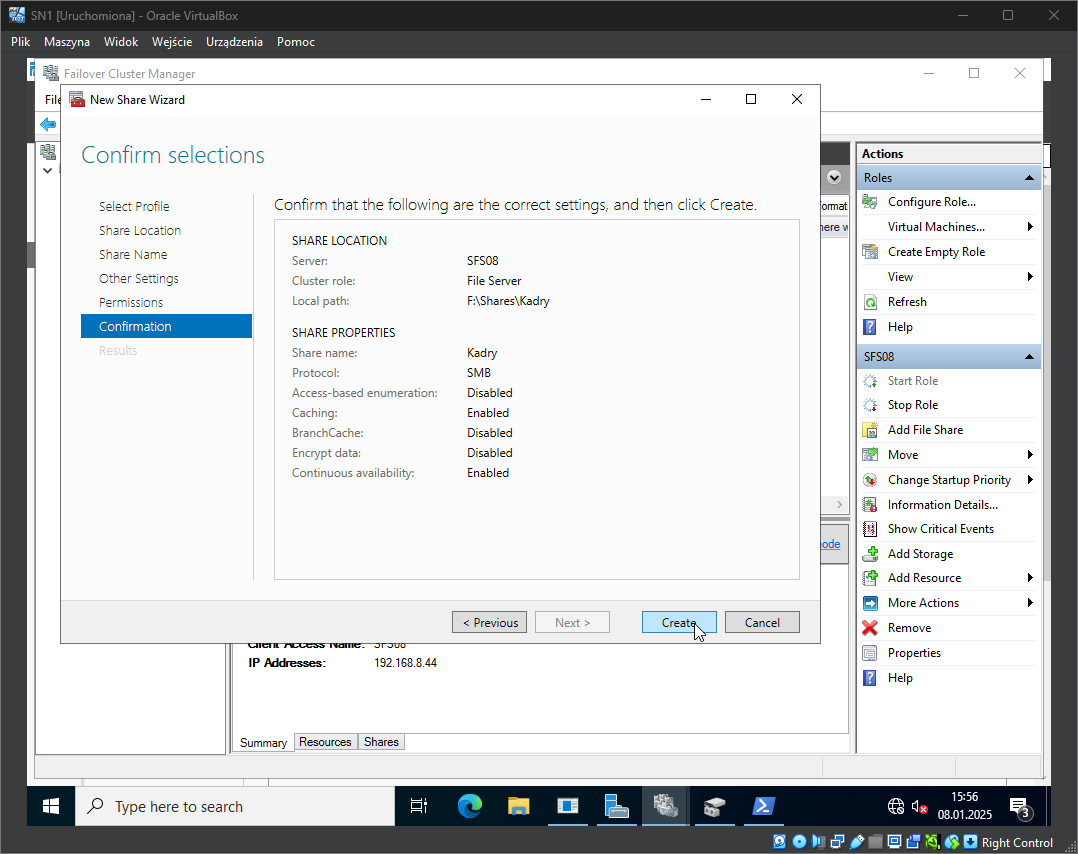 SN1 [Uruchomiona] - Oracle VirtualBox
Plik Maszyna Widok Wejście Urządzenia Pomoc
Failover Cluster Manager
File
New Share Wizard
Confirm selections
Select Profile
Share Location
Share Name
Other Settings
Permissions
Confirmation
Results
Confirm that the following are the correct settings, and then click Create.
SHARE LOCATION
Server: SFS08
Cluster role: File Server
Local path: F:\Shares\Kadry
SHARE PROPERTIES
Share name: Kadry
Protocol: SMB
Access-based enumeration: Disabled
Caching: Enabled
BranchCache: Disabled
Encrypt data: Disabled
Continuous availability: Enabled
< Previous Next > Create Cancel
Client Access Name: SFS08
IP Addresses: 192.168.8.44
Summary Resources Shares
Actions
Roles
Configure Role...
Virtual Machines...
Create Empty Role
View
Refresh
Help
SFS08
Start Role
Stop Role
Add File Share
Move
Change Startup Priority
Information Details...
Show Critical Events
Add Storage
Add Resource
More Actions
Remove
Properties
Help
Type here to search
15:56
08.01.2025
3
Right Control